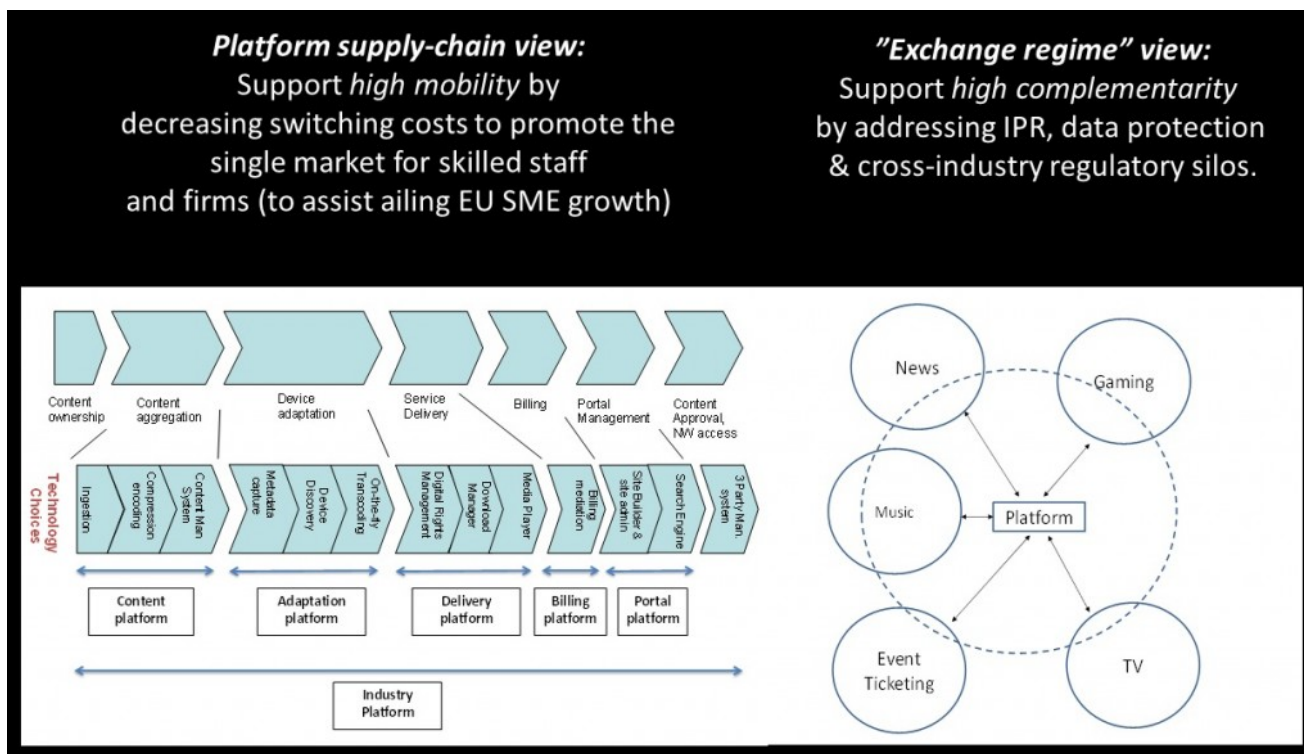 Platform supply-chain view:
Support high mobility by
decreasing switching costs to promote the
single market for skilled staff
and firms (to assist ailing EU SME growth)
”Exchange regime” view:
Support high complementarity
by addressing IPR, data protection
& cross-industry regulatory silos.
Content
ownership
Content
aggregation
Device
adaptation
Service
Delivery
Billing
Portal
Management
Content
Approval,
NW access
Technology
Choices
Ingestion
Compression
encoding
Content Man
System
Metadata
capture
Device
Discovery
On-the-fly
Transcoding
Digital Rights
Management
Download
Manager
Media Player
Billing
mediation
Site Builder &
site admin
Search Engine
3 Party Man.
system
Content
platform
Adaptation
platform
Delivery
platform
Billing
platform
Portal
platform
Industry
Platform
News
Gaming
Music
Platform
Event
Ticketing
TV